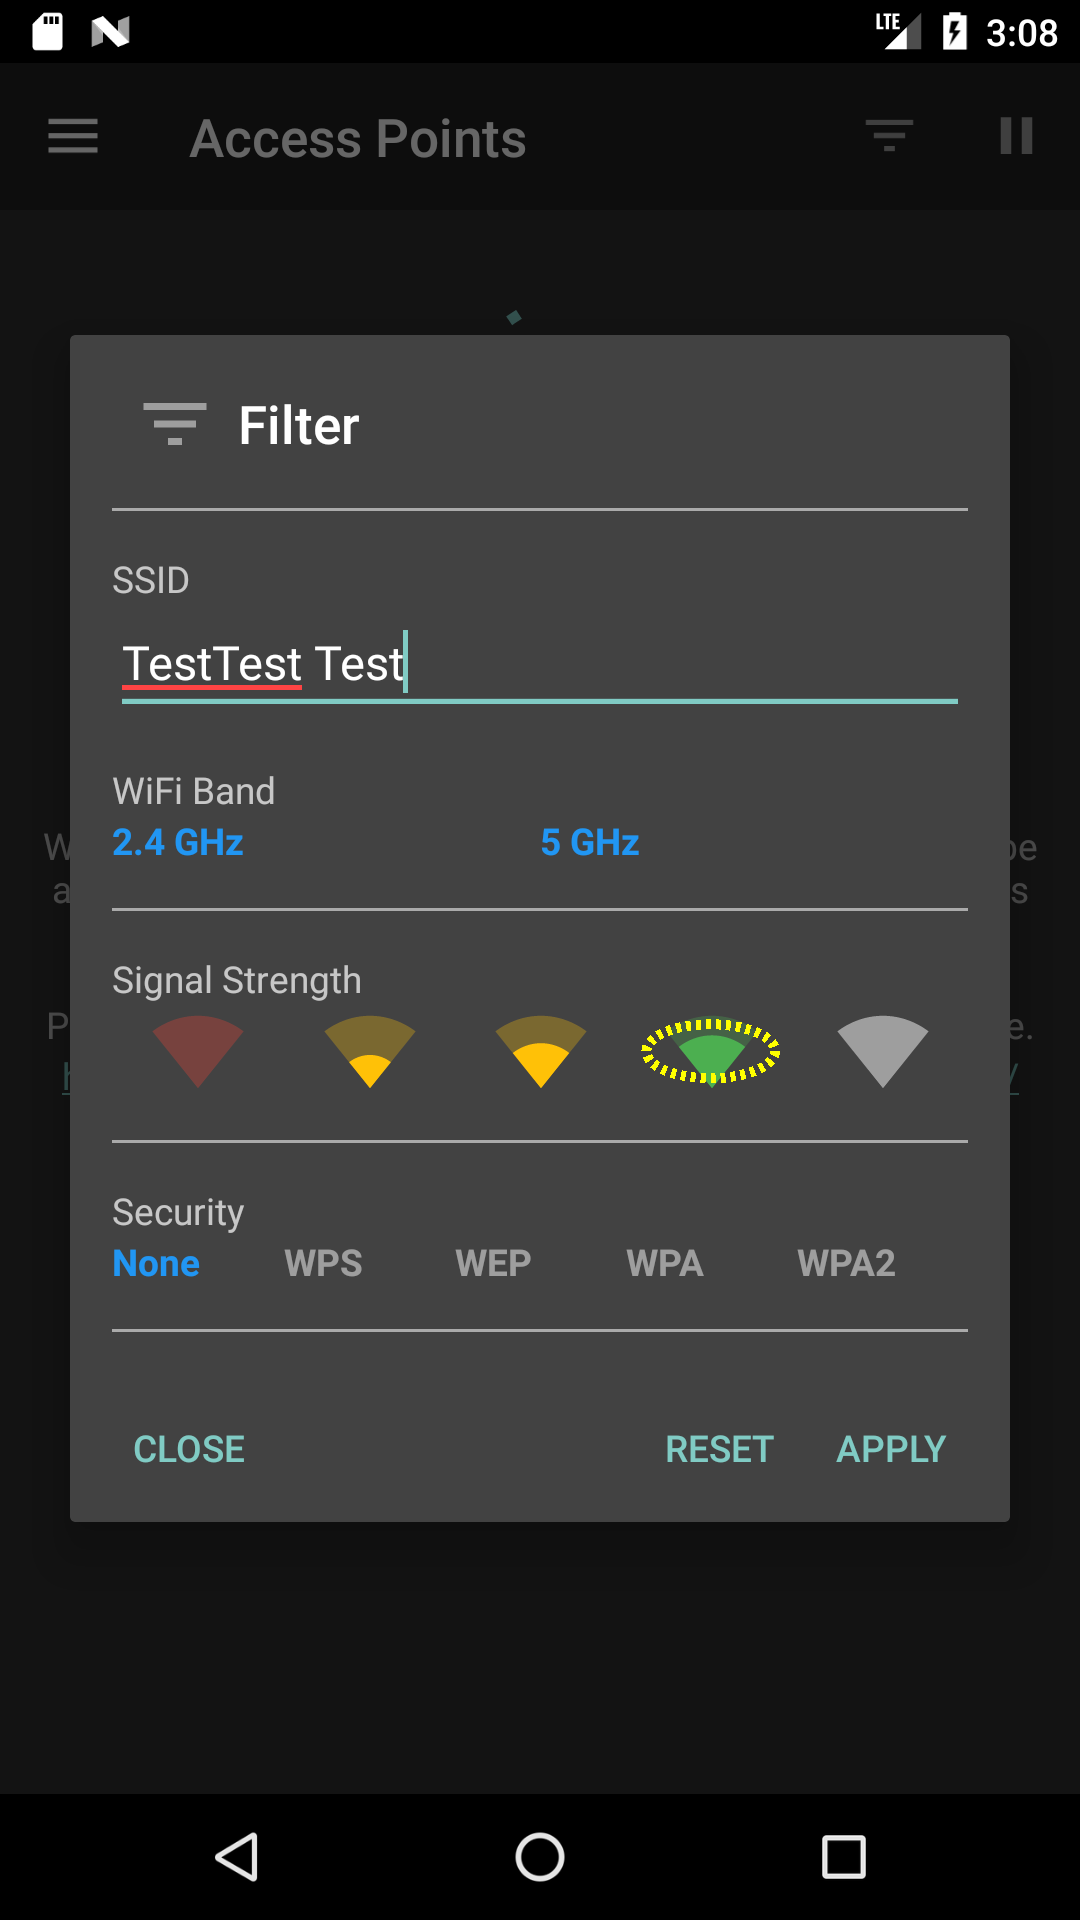 LTE 3:08
Access Points
Filter
SSID
TestTest Test
WiFi Band
2.4 GHz 5 GHz
Signal Strength
Security
None WPS WEP WPA WPA2
CLOSE RESET APPLY